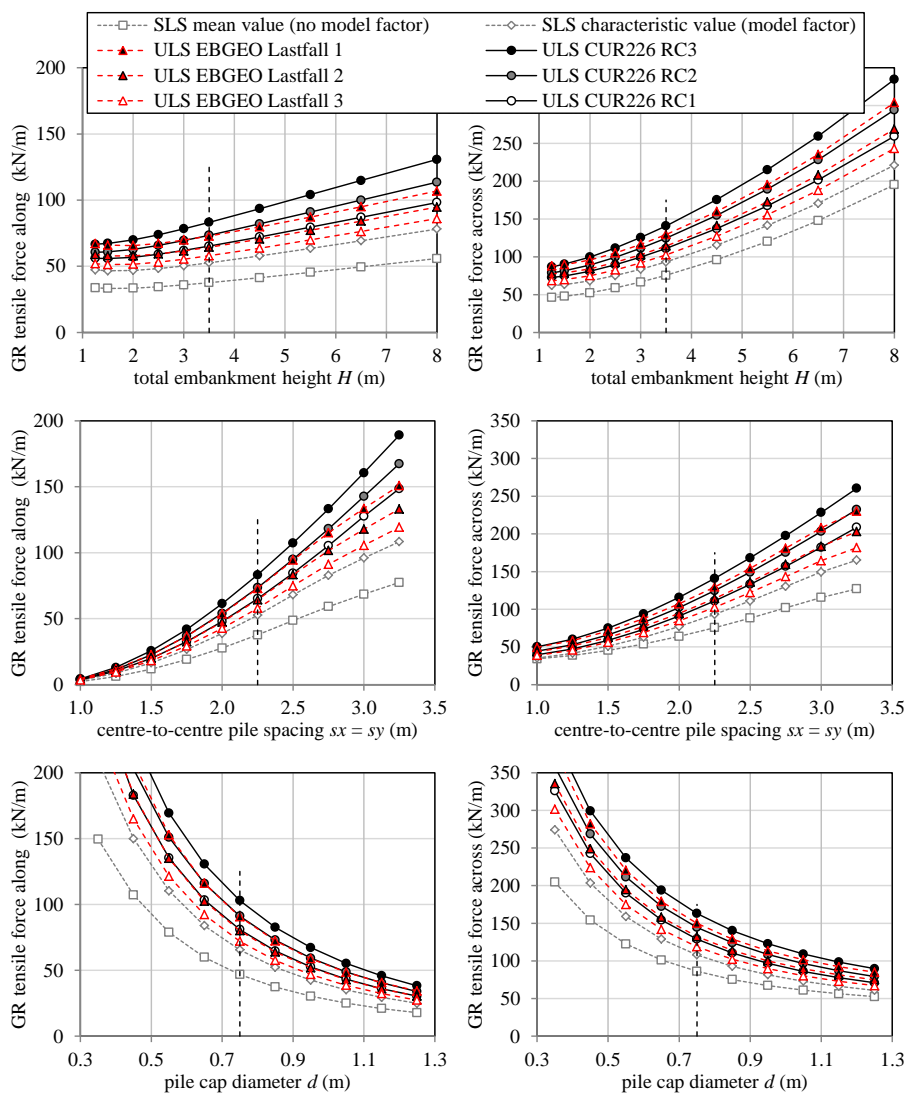 SLS mean value (no model factor)
SLS characteristic value (model factor)
ULS EBGEO Lastfall 1
ULS CUR226 RC3
ULS EBGEO Lastfall 2
ULS CUR226 RC2
ULS EBGEO Lastfall 3
ULS CUR226 RC1
GR tensile force along (kN/m)
200
150
100
50
0
1 2 3 4 5 6 7 8
total embankment height H (m)
GR tensile force across (kN/m)
250
200
150
100
50
0
1 2 3 4 5 6 7 8
total embankment height H (m)
GR tensile force along (kN/m)
200
150
100
50
0
1.0 1.5 2.0 2.5 3.0 3.5
centre-to-centre pile spacing sx = sy (m)
GR tensile force across (kN/m)
350
300
250
200
150
100
50
0
1.0 1.5 2.0 2.5 3.0 3.5
centre-to-centre pile spacing sx = sy (m)
GR tensile force along (kN/m)
200
150
100
50
0
0.3 0.5 0.7 0.9 1.1 1.3
pile cap diameter d (m)
GR tensile force across (kN/m)
350
300
250
200
150
100
50
0
0.3 0.5 0.7 0.9 1.1 1.3
pile cap diameter d (m)